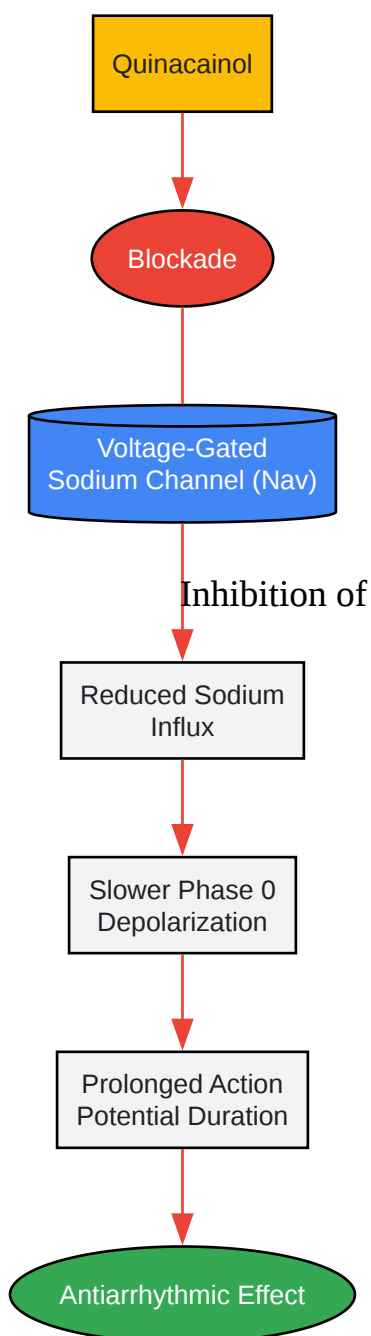 Quinacainol
Blockade
Voltage-Gated
Sodium Channel (Nav)
Inhibition of
Reduced Sodium
Influx
Slower Phase 0
Depolarization
Prolonged Action
Potential Duration
Antiarrhythmic Effect